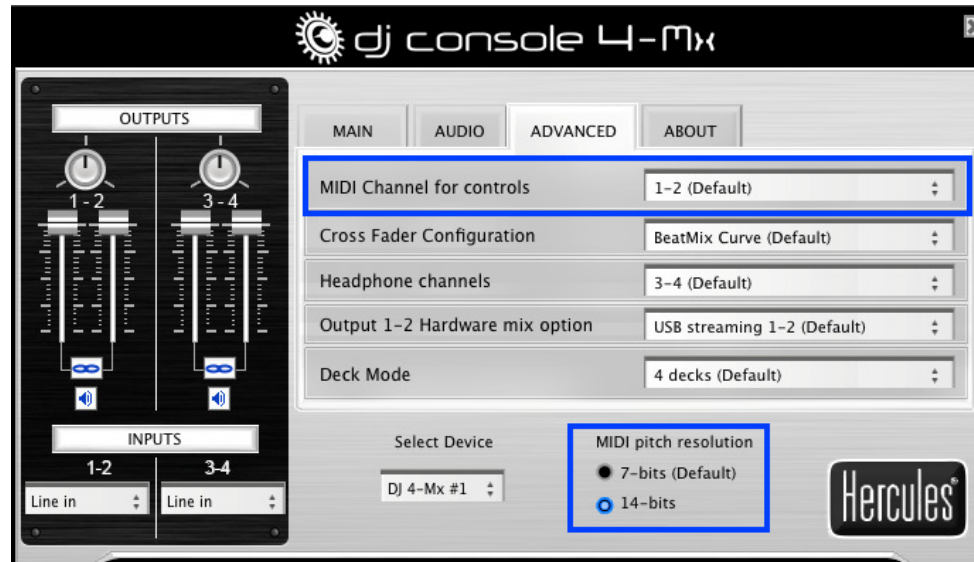 dj console 4-Mx
OUTPUTS
1 - 2
3 - 4
INPUTS
1-2
3-4
Line in
Line in
MAIN
AUDIO
ADVANCED
ABOUT
MIDI Channel for controls
1-2 (Default)
Cross Fader Configuration
BeatMix Curve (Default)
Headphone channels
3-4 (Default)
Output 1-2 Hardware mix option
USB streaming 1-2 (Default)
Deck Mode
4 decks (Default)
Select Device
DJ 4-Mx #1
MIDI pitch resolution
7-bits (Default)
14-bits
Hercules®